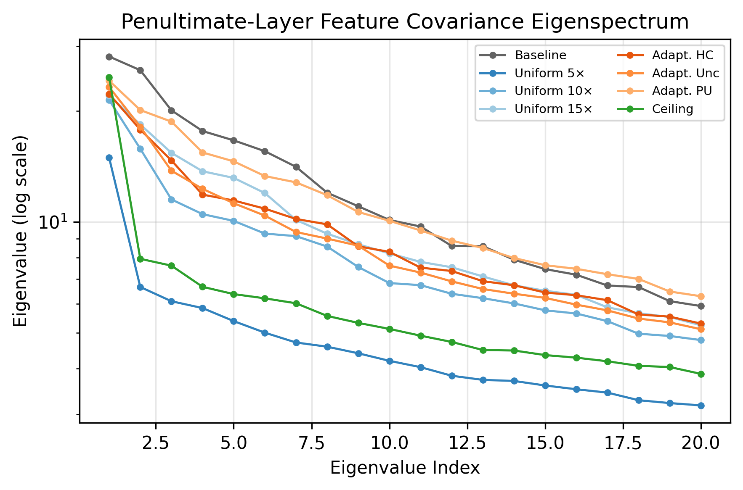 Penultimate-Layer Feature Covariance Eigenspectrum
Eigenvalue (log scale)
10¹
Baseline
Uniform 5×
Uniform 10×
Uniform 15×
Adapt. HC
Adapt. Unc
Adapt. PU
Ceiling
2.5 5.0 7.5 10.0 12.5 15.0 17.5 20.0
Eigenvalue Index